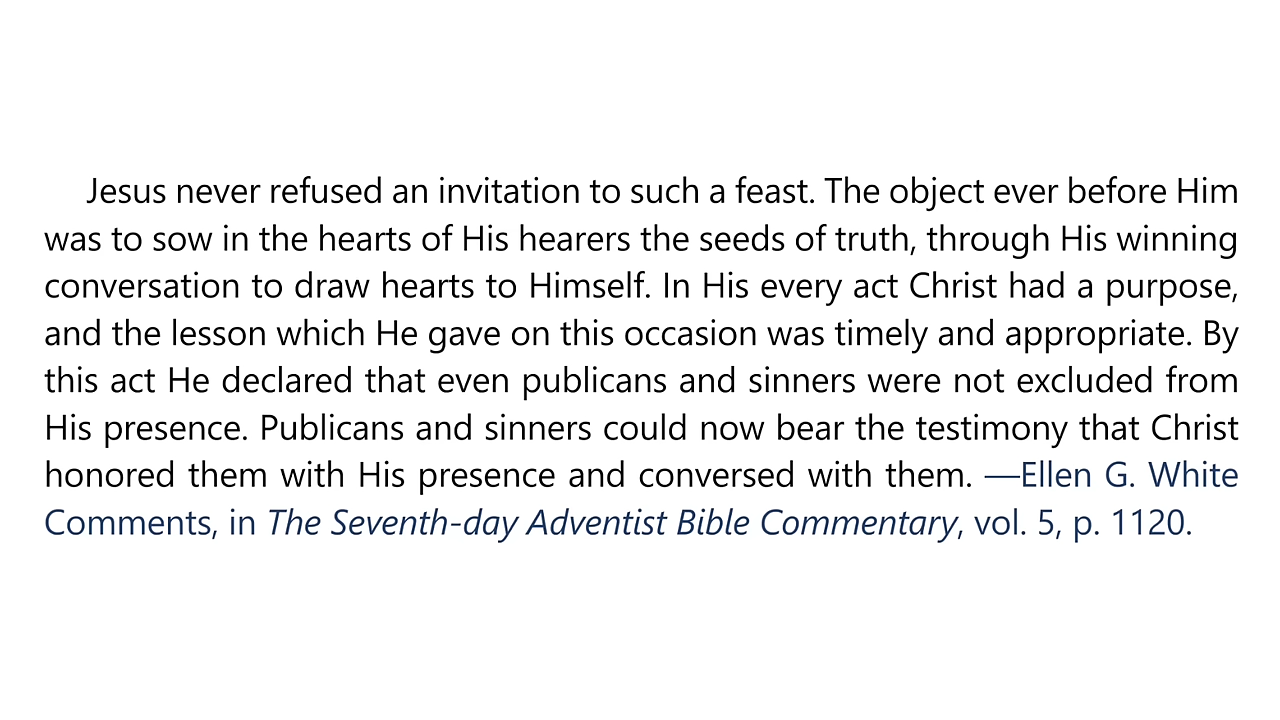 Jesus never refused an invitation to such a feast. The object ever before Him
was to sow in the hearts of His hearers the seeds of truth, through His winning
conversation to draw hearts to Himself. In His every act Christ had a purpose,
and the lesson which He gave on this occasion was timely and appropriate. By
this act He declared that even publicans and sinners were not excluded from
His presence. Publicans and sinners could now bear the testimony that Christ
honored them with His presence and conversed with them. —Ellen G. White
Comments, in The Seventh-day Adventist Bible Commentary, vol. 5, p. 1120.